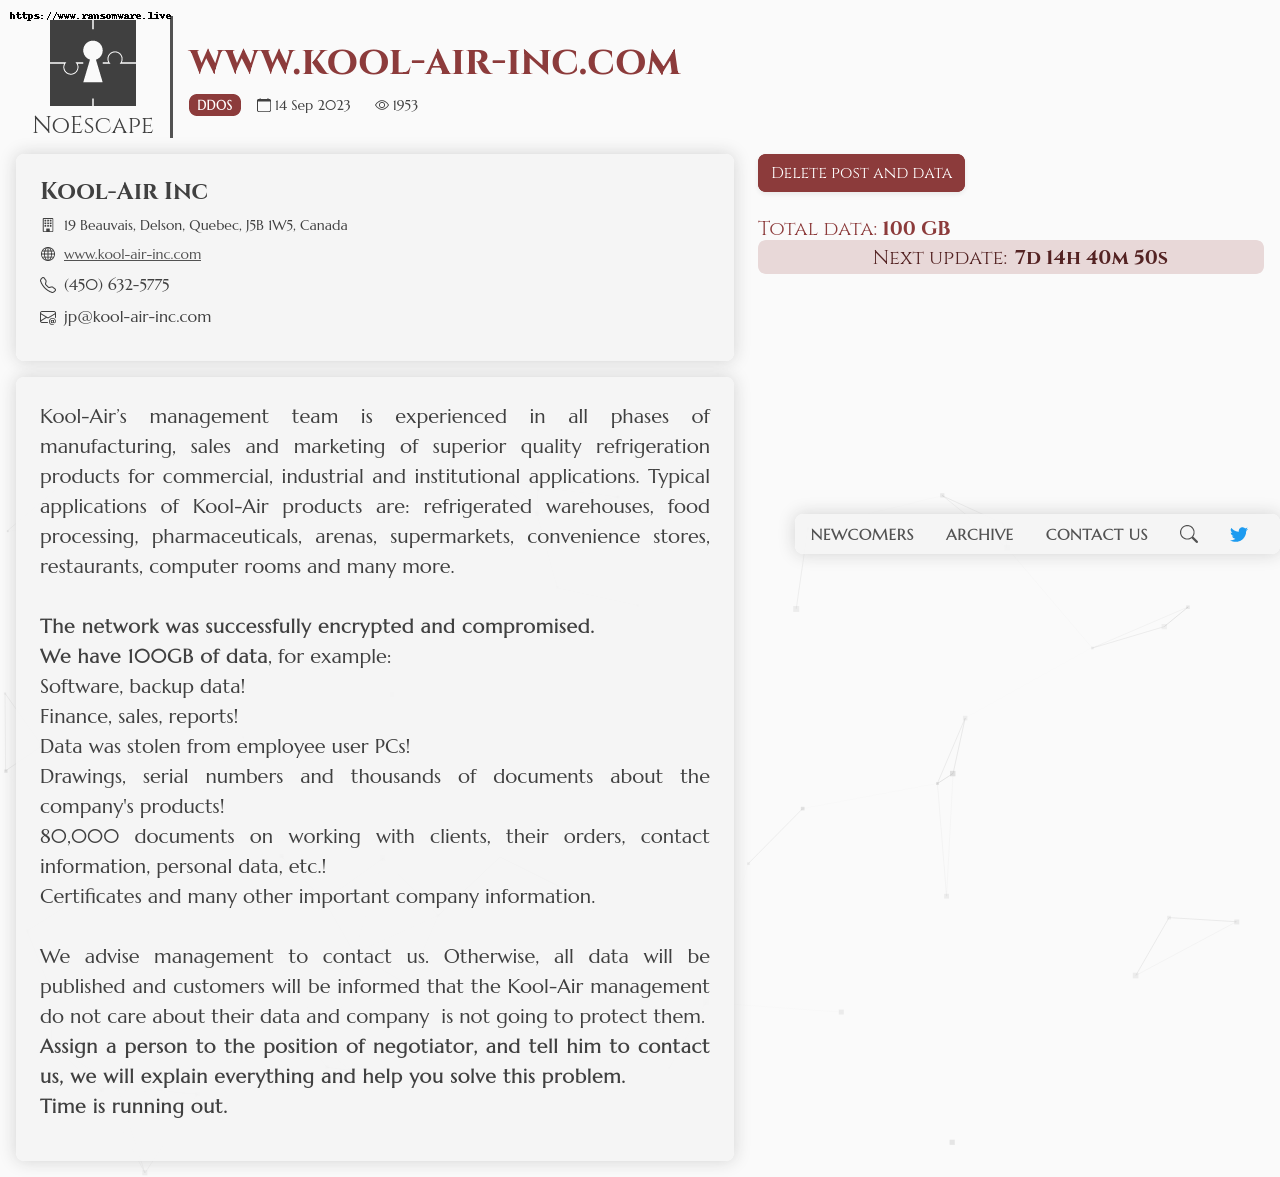 https://www.ransomware.live
NoEscape
www.kool-air-inc.com
DDOS 14 Sep 2023 1953
Kool-Air Inc
19 Beauvais, Delson, Quebec, J5B 1W5, Canada
www.kool-air-inc.com
(450) 632-5775
jp@kool-air-inc.com
Delete post and data
Total data: 100 GB
Next update: 7d 14h 40m 50s
Kool-Air’s management team is experienced in all phases of
manufacturing, sales and marketing of superior quality refrigeration
products for commercial, industrial and institutional applications. Typical
applications of Kool-Air products are: refrigerated warehouses, food
processing, pharmaceuticals, arenas, supermarkets, convenience stores,
restaurants, computer rooms and many more.
The network was successfully encrypted and compromised.
We have 100GB of data, for example:
Software, backup data!
Finance, sales, reports!
Data was stolen from employee user PCs!
Drawings, serial numbers and thousands of documents about the
company's products!
80,000 documents on working with clients, their orders, contact
information, personal data, etc.!
Certificates and many other important company information.
We advise management to contact us. Otherwise, all data will be
published and customers will be informed that the Kool-Air management
do not care about their data and company  is not going to protect them.
Assign a person to the position of negotiator, and tell him to contact
us, we will explain everything and help you solve this problem.
Time is running out.
NEWCOMERS ARCHIVE CONTACT US